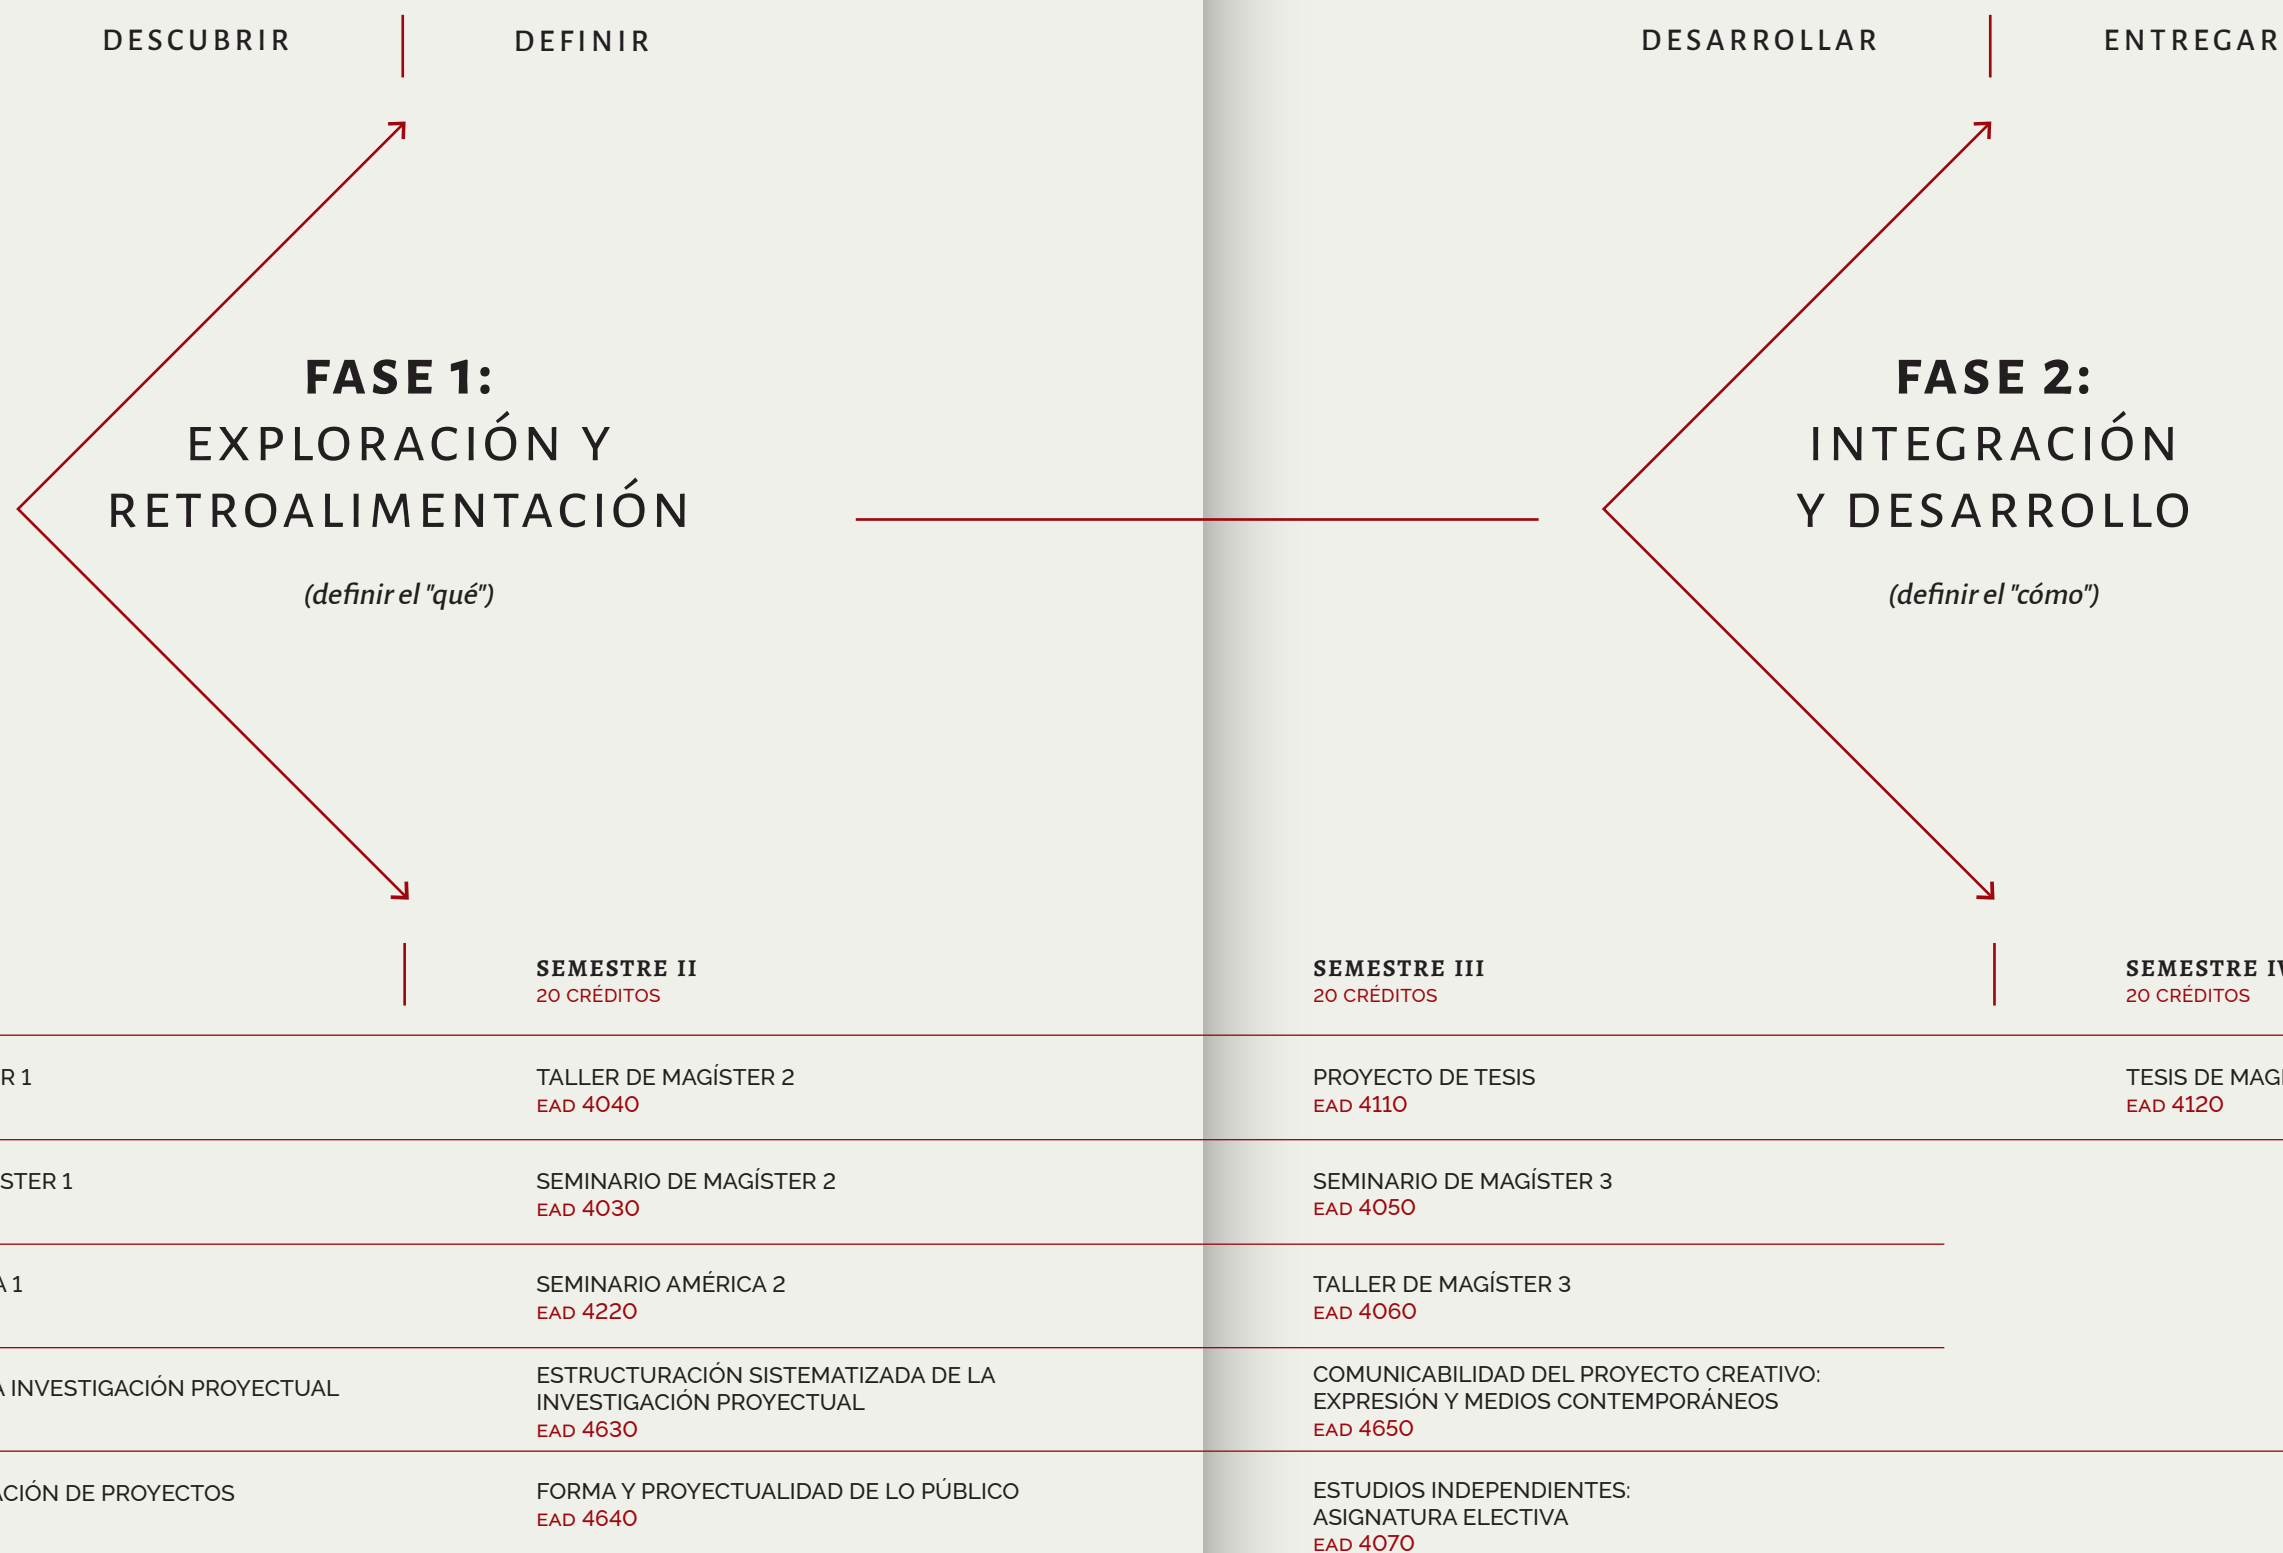 DESCUBRIR
DEFINIR
DESARROLLAR
ENTREGAR
FASE 1:
EXPLORACIÓN Y
RETROALIMENTACIÓN
(definir el "qué")
FASE 2:
INTEGRACIÓN
Y DESARROLLO
(definir el "cómo")
SEMESTRE II
20 CRÉDITOS
SEMESTRE III
20 CRÉDITOS
SEMESTRE IV
20 CRÉDITOS
R 1
TALLER DE MAGÍSTER 2
EAD 4040
PROYECTO DE TESIS
EAD 4110
TESIS DE MAG
EAD 4120
STER 1
SEMINARIO DE MAGÍSTER 2
EAD 4030
SEMINARIO DE MAGÍSTER 3
EAD 4050
A 1
SEMINARIO AMÉRICA 2
EAD 4220
TALLER DE MAGÍSTER 3
EAD 4060
A INVESTIGACIÓN PROYECTUAL
ESTRUCTURACIÓN SISTEMATIZADA DE LA
INVESTIGACIÓN PROYECTUAL
EAD 4630
COMUNICABILIDAD DEL PROYECTO CREATIVO:
EXPRESIÓN Y MEDIOS CONTEMPORÁNEOS
EAD 4650
ACIÓN DE PROYECTOS
FORMA Y PROYECTUALIDAD DE LO PÚBLICO
EAD 4640
ESTUDIOS INDEPENDIENTES:
ASIGNATURA ELECTIVA
EAD 4070